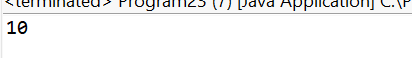 <terminated> Program23 (7) [Java Application] C:\P
10